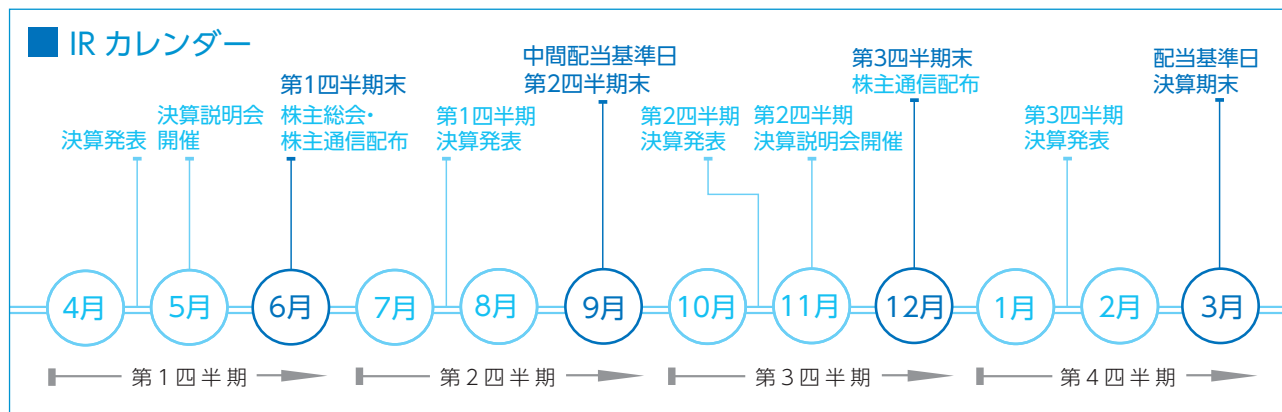 IR カレンダー
決算発表
決算説明会
開催
第1四半期末
株主総会・
株主通信配布
第1四半期
決算発表
中間配当基準日
第2四半期末
第2四半期
決算発表
第2四半期
決算説明会開催
第3四半期末
株主通信配布
第3四半期
決算発表
配当基準日
決算期末
4月
5月
6月
7月
8月
9月
10月
11月
12月
1月
2月
3月
第1四半期
第2四半期
第3四半期
第4四半期